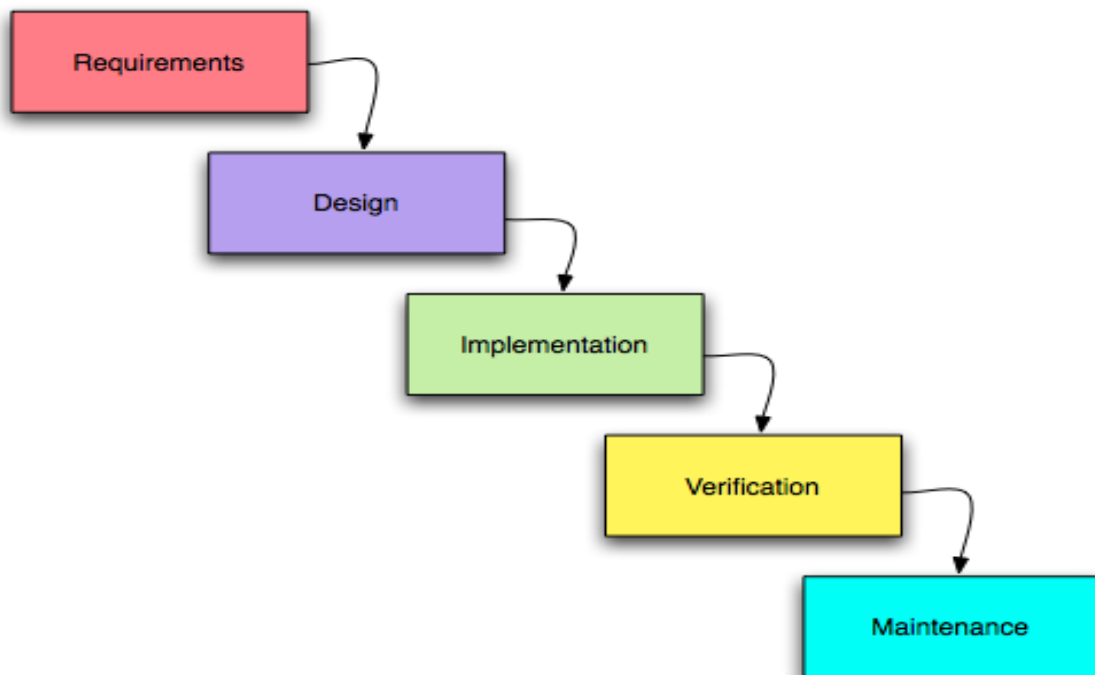 Requirements
Design
Implementation
Verification
Maintenance